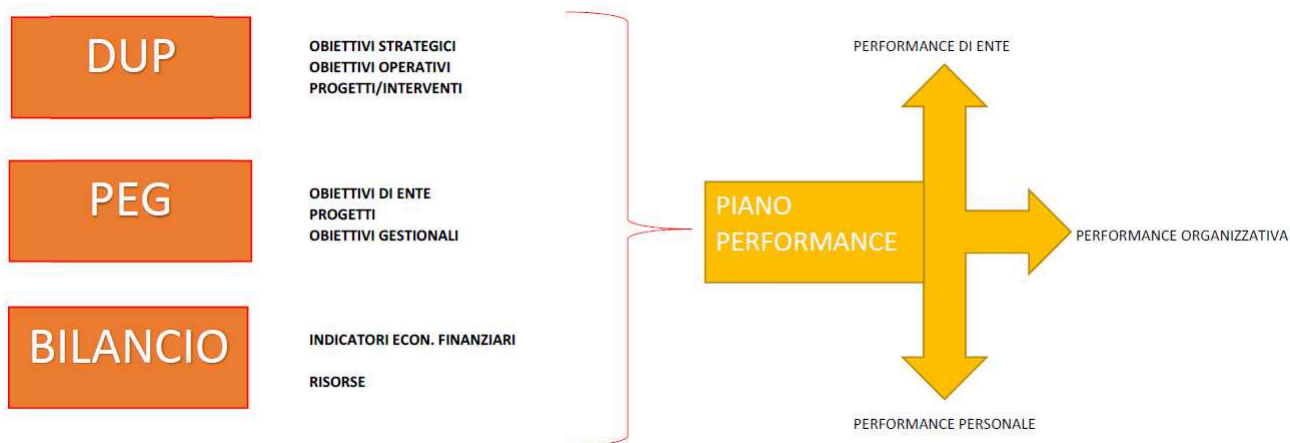 DUP
OBIETTIVI STRATEGICI
OBIETTIVI OPERATIVI
PROGETTI/INTERVENTI
PEG
OBIETTIVI DI ENTE
PROGETTI
OBIETTIVI GESTIONALI
BILANCIO
INDICATORI ECON. FINANZIARI
RISORSE
PIANO
PERFORMANCE
PERFORMANCE DI ENTE
PERFORMANCE ORGANIZZATIVA
PERFORMANCE PERSONALE